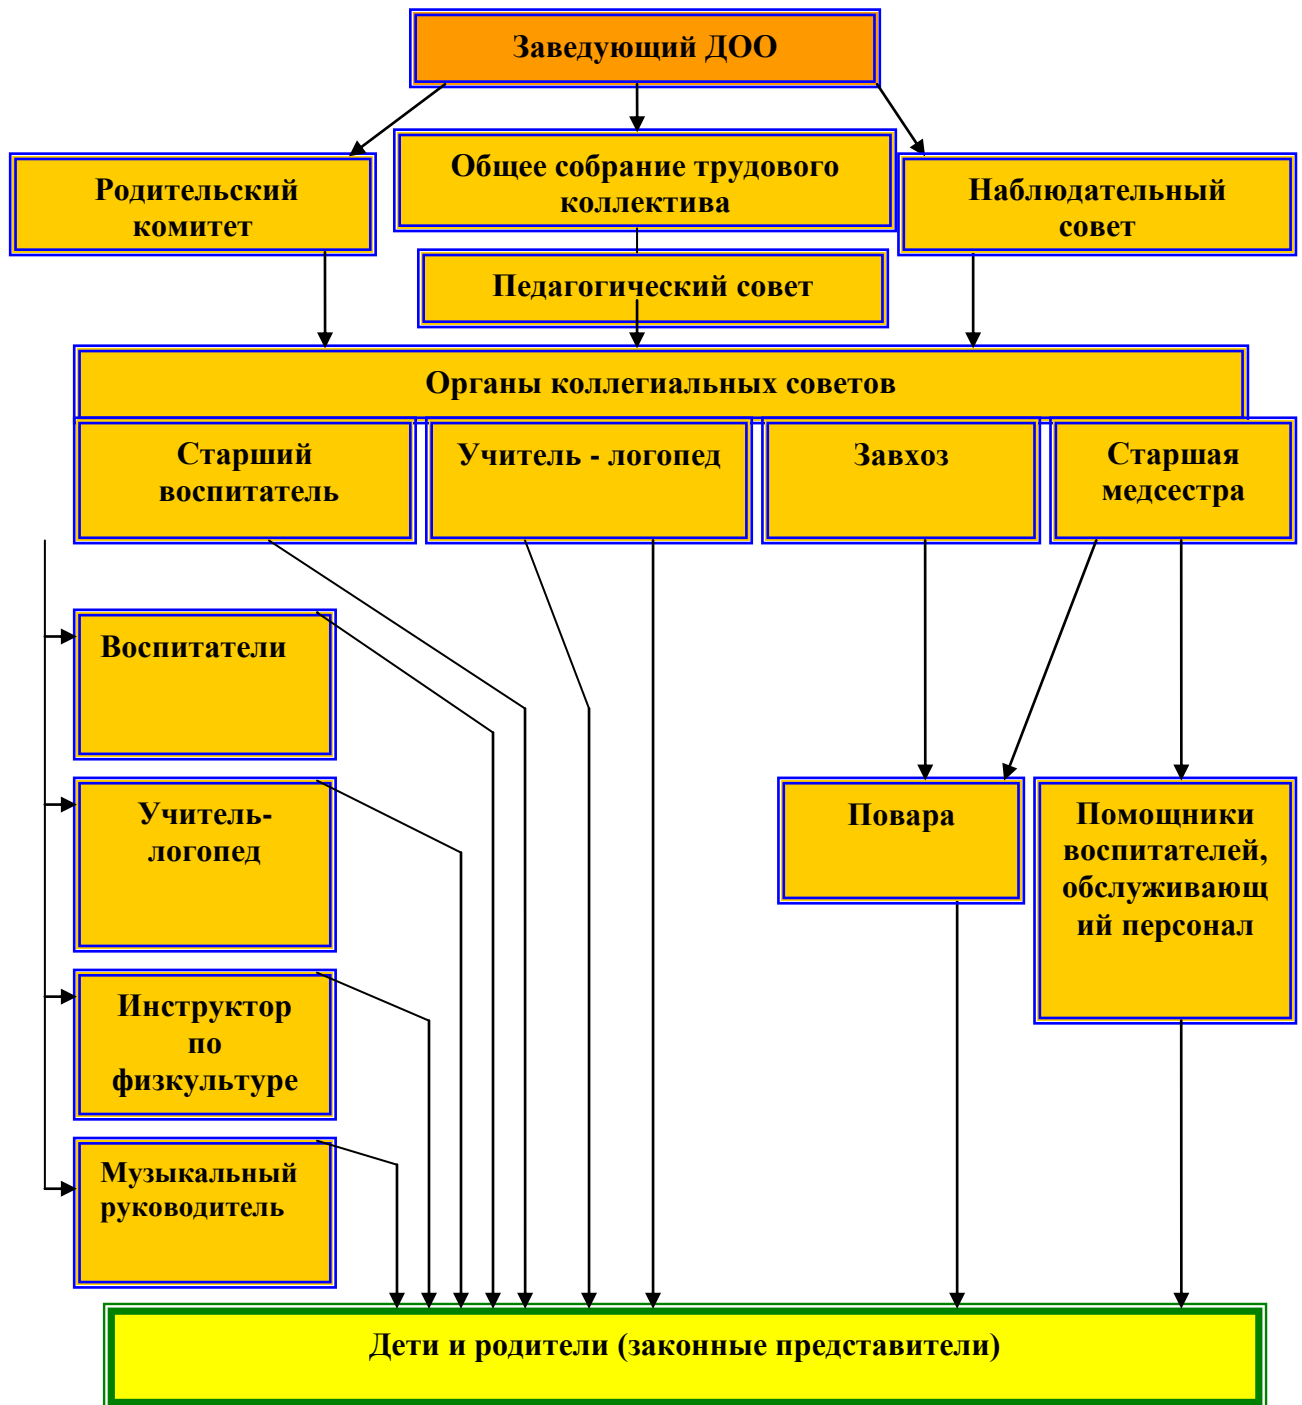 Заведующий ДОО
Родительский
комитет
Общее собрание трудового
коллектива
Наблюдательный
совет
Педагогический совет
Органы коллегиальных советов
Старший
воспитатель
Учитель - логопед
Завхоз
Старшая
медсестра
Воспитатели
Учитель-
логопед
Инструктор
по
физкультуре
Музыкальный
руководитель
Повара
Помощники
воспитателей,
обслуживающ
ий персонал
Дети и родители (законные представители)